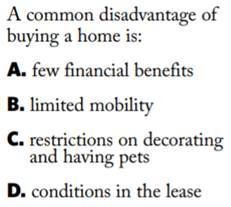 A common disadvantage of
buying a home is:
A. few financial benefits
B. limited mobility
C. restrictions on decorating
and having pets
D. conditions in the lease